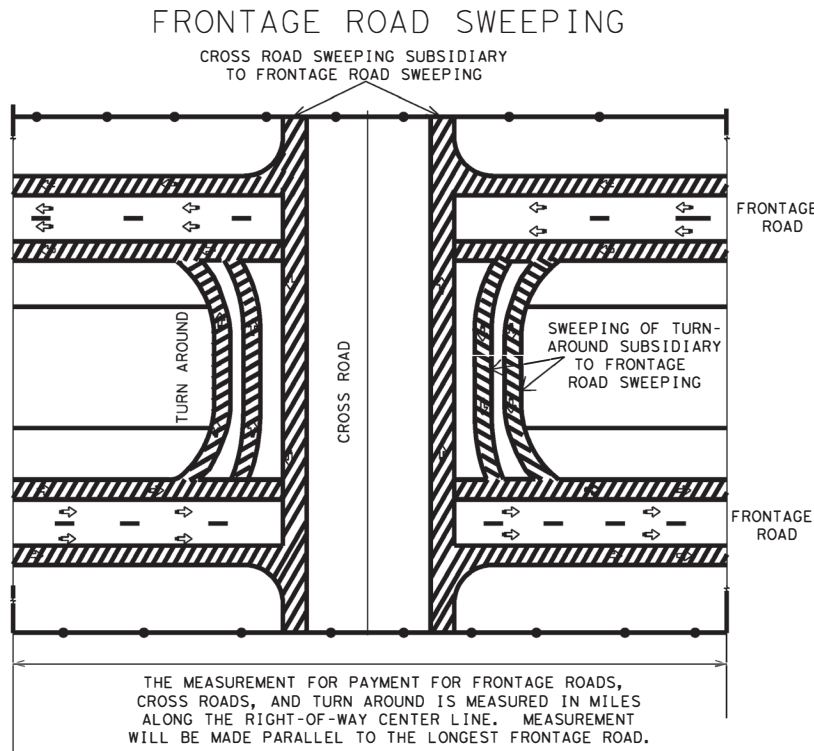 FRONTAGE ROAD SWEEPING
CROSS ROAD SWEEPING SUBSIDIARY
TO FRONTAGE ROAD SWEEPING
FRONTAGE
ROAD
TURN AROUND
CROSS ROAD
SWEEPING OF TURN-
AROUND SUBSIDIARY
TO FRONTAGE
ROAD SWEEPING
FRONTAGE
ROAD
THE MEASUREMENT FOR PAYMENT FOR FRONTAGE ROADS,
CROSS ROADS, AND TURN AROUND IS MEASURED IN MILES
ALONG THE RIGHT-OF-WAY CENTER LINE. MEASUREMENT
WILL BE MADE PARALLEL TO THE LONGEST FRONTAGE ROAD.